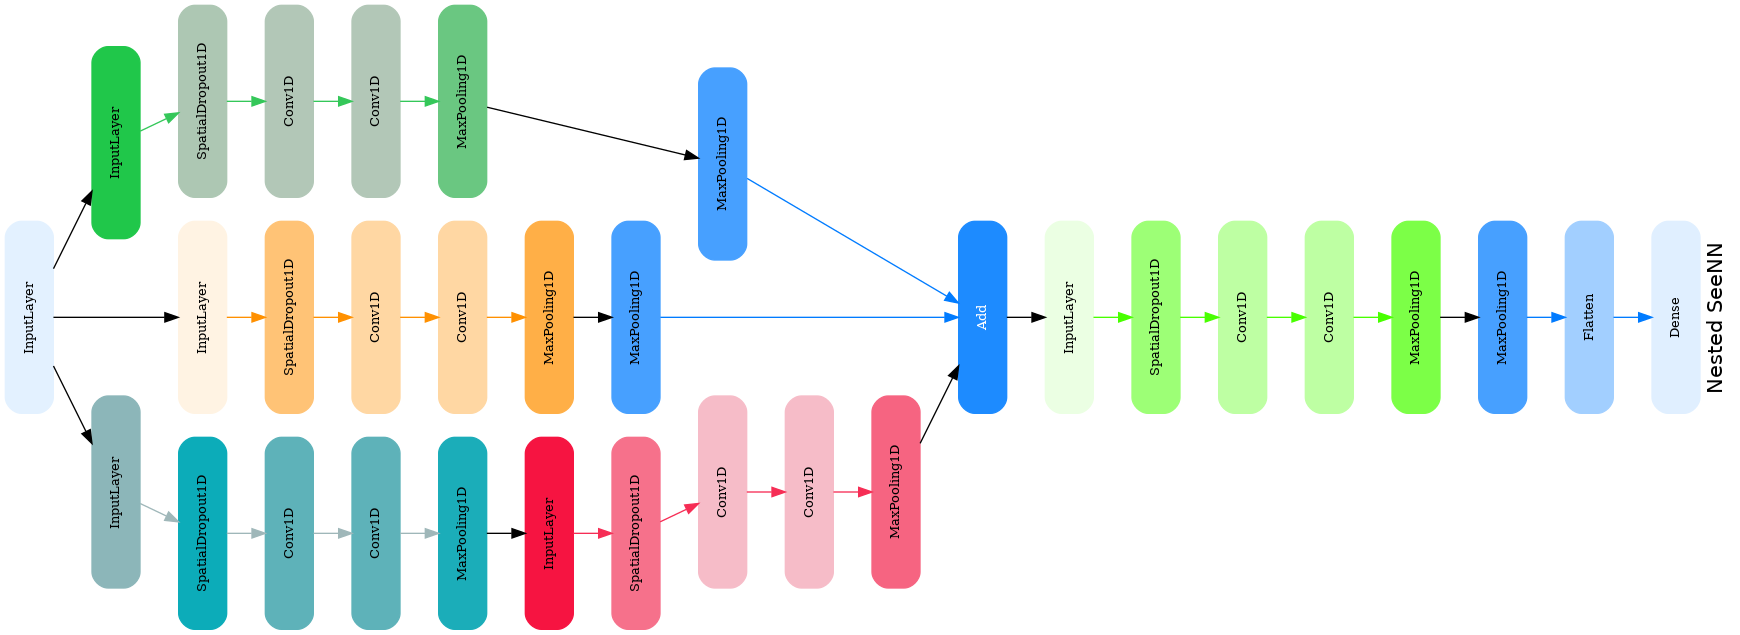 InputLayer
InputLayer
SpatialDropout1D
Conv1D
Conv1D
MaxPooling1D
MaxPooling1D
InputLayer
SpatialDropout1D
Conv1D
Conv1D
MaxPooling1D
MaxPooling1D
InputLayer
SpatialDropout1D
Conv1D
Conv1D
MaxPooling1D
InputLayer
SpatialDropout1D
Conv1D
Conv1D
MaxPooling1D
Add
InputLayer
SpatialDropout1D
Conv1D
Conv1D
MaxPooling1D
MaxPooling1D
Flatten
Dense
Nested SeeNN